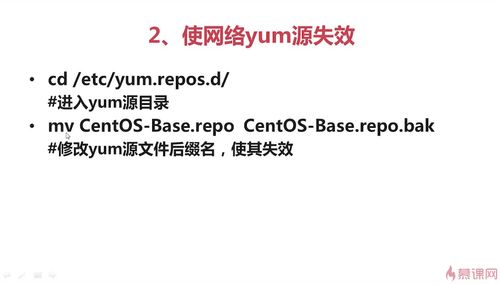 2、使网络yum源失效
• cd /etc/yum.repos.d/
#进入yum源目录
• mv CentOS-Base.repo CentOS-Base.repo.bak
#修改yum源文件后缀名，使其失效
慕课网